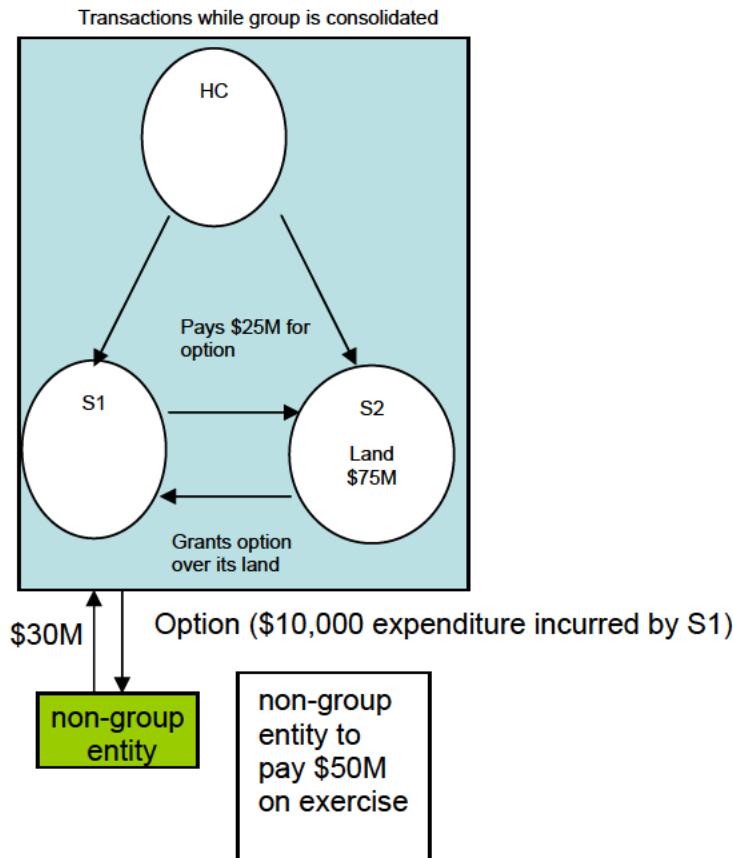 Transactions while group is consolidated
HC
Pays $25M for
option
S1
S2
Land
$75M
Grants option
over its land
$30M
Option ($10,000 expenditure incurred by S1)
non-group
entity
non-group
entity to
pay $50M
on exercise